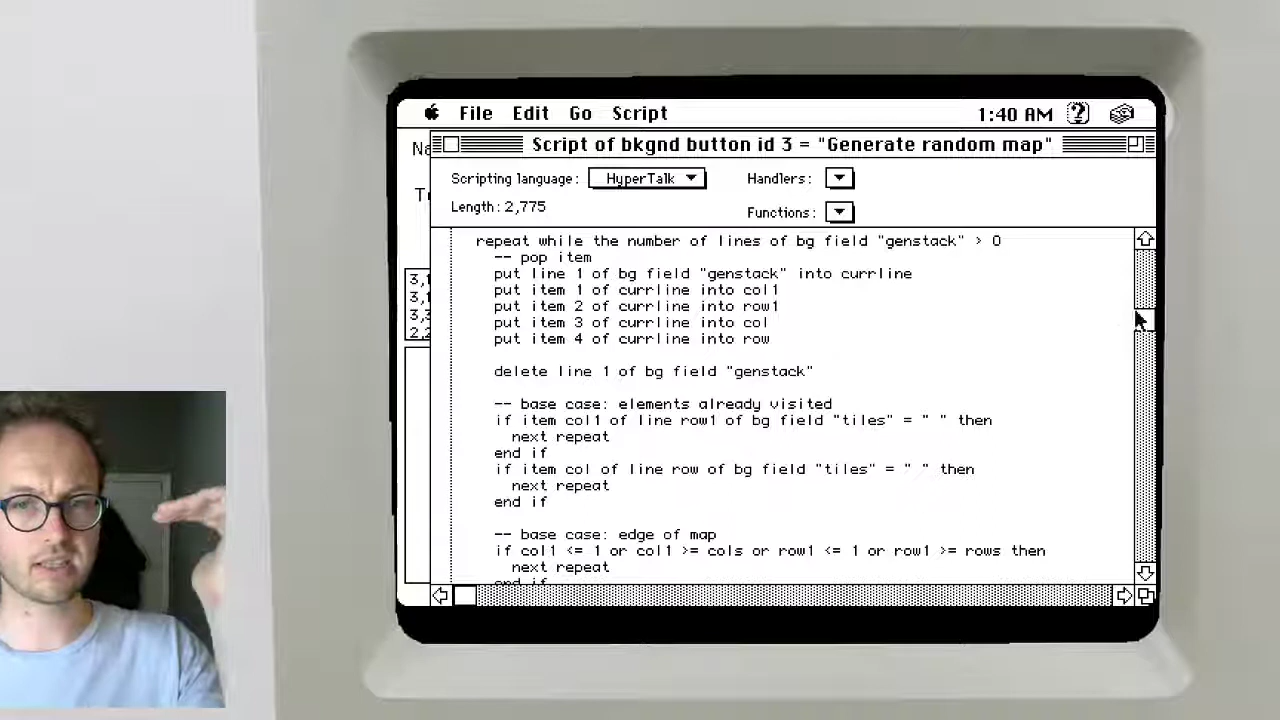 File Edit Go Script 1:40 AM
Script of bkgnd button id 3 = "Generate random map"
Scripting language: HyperTalk Handlers:
Length: 2,775
Functions:
repeat while the number of lines of bg field "genstack" > 0
-- pop item
put line 1 of bg field "genstack" into currline
put item 1 of currline into col1
put item 2 of currline into row1
put item 3 of currline into col
put item 4 of currline into row
delete line 1 of bg field "genstack"
-- base case: elements already visited
if item col1 of line row1 of bg field "tiles" = " " then
next repeat
end if
if item col of line row of bg field "tiles" = " " then
next repeat
end if
-- base case: edge of map
if col1 <= 1 or col1 >= cols or row1 <= 1 or row1 >= rows then
next repeat
end if